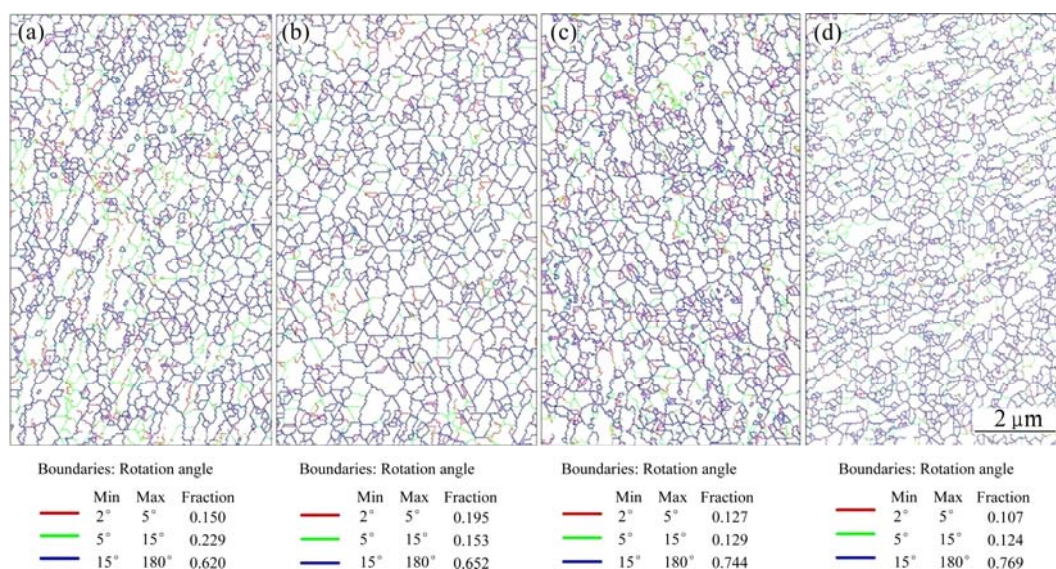 (a) (b) (c) (d)
2 μm
Boundaries: Rotation angle
Min Max Fraction
2° 5° 0.150
5° 15° 0.229
15° 180° 0.620
Boundaries: Rotation angle
Min Max Fraction
2° 5° 0.195
5° 15° 0.153
15° 180° 0.652
Boundaries: Rotation angle
Min Max Fraction
2° 5° 0.127
5° 15° 0.129
15° 180° 0.744
Boundaries: Rotation angle
Min Max Fraction
2° 5° 0.107
5° 15° 0.124
15° 180° 0.769